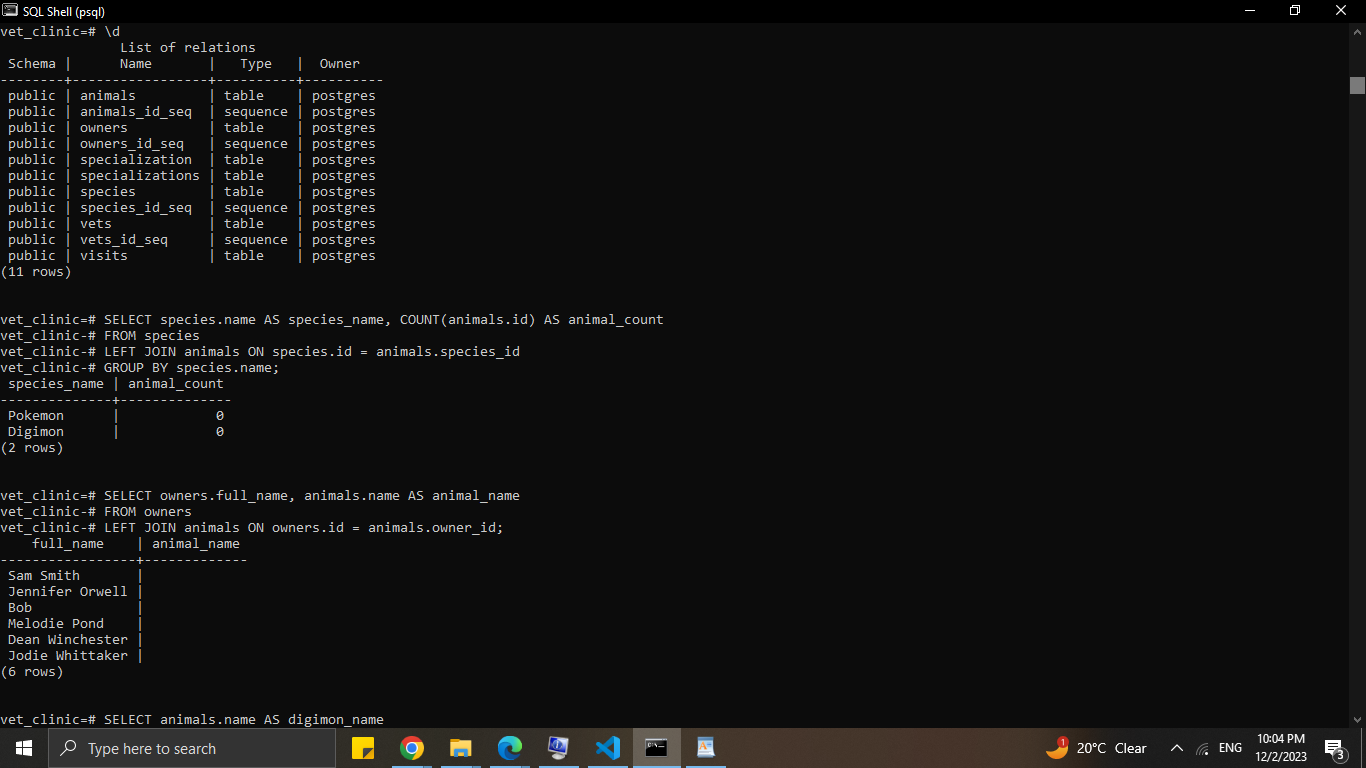 SQL Shell (psql)
vet_clinic=# \d
List of relations
Schema | Name | Type | Owner
--------+-----------------+----------+----------
public | animals | table | postgres
public | animals_id_seq | sequence | postgres
public | owners | table | postgres
public | owners_id_seq | sequence | postgres
public | specialization | table | postgres
public | specializations | table | postgres
public | species | table | postgres
public | species_id_seq | sequence | postgres
public | vets | table | postgres
public | vets_id_seq | sequence | postgres
public | visits | table | postgres
(11 rows)
vet_clinic=# SELECT species.name AS species_name, COUNT(animals.id) AS animal_count
vet_clinic-# FROM species
vet_clinic-# LEFT JOIN animals ON species.id = animals.species_id
vet_clinic-# GROUP BY species.name;
species_name | animal_count
--------------+--------------
Pokemon | 0
Digimon | 0
(2 rows)
vet_clinic=# SELECT owners.full_name, animals.name AS animal_name
vet_clinic-# FROM owners
vet_clinic-# LEFT JOIN animals ON owners.id = animals.owner_id;
full_name | animal_name
-----------------+-------------
Sam Smith |
Jennifer Orwell |
Bob |
Melodie Pond |
Dean Winchester |
Jodie Whittaker |
(6 rows)
vet_clinic=# SELECT animals.name AS digimon_name
Type here to search
1
20°C Clear
ENG
10:04 PM
12/2/2023
3